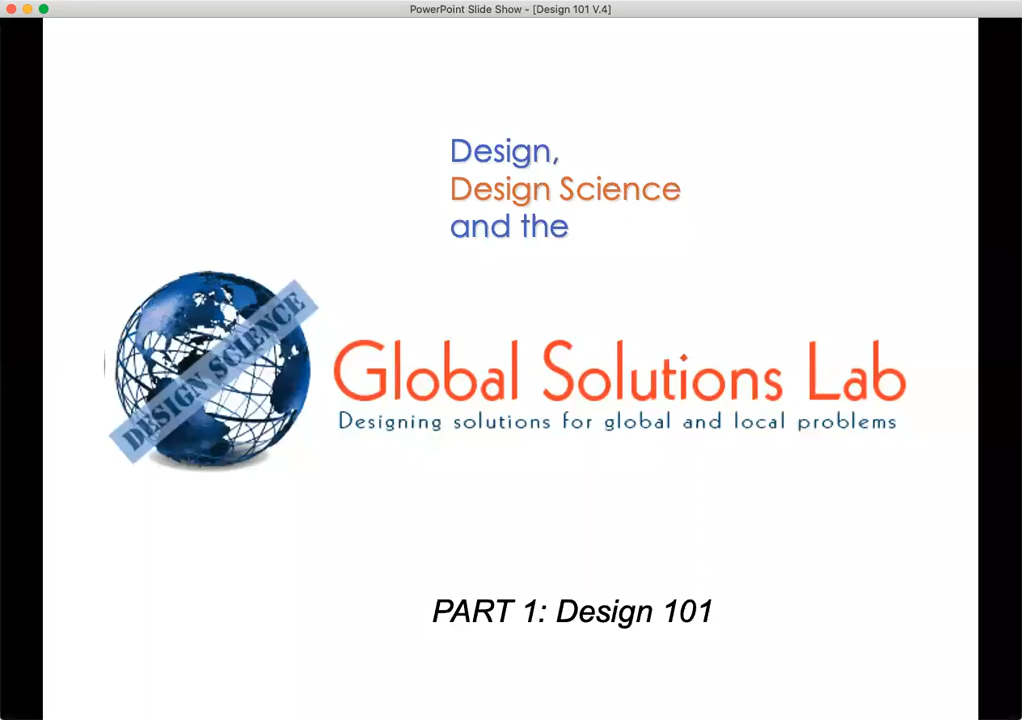 PowerPoint Slide Show - [Design 101 V.4]
Design,
Design Science
and the
DESIGN SCIENCE
Global Solutions Lab
Designing solutions for global and local problems
PART 1: Design 101